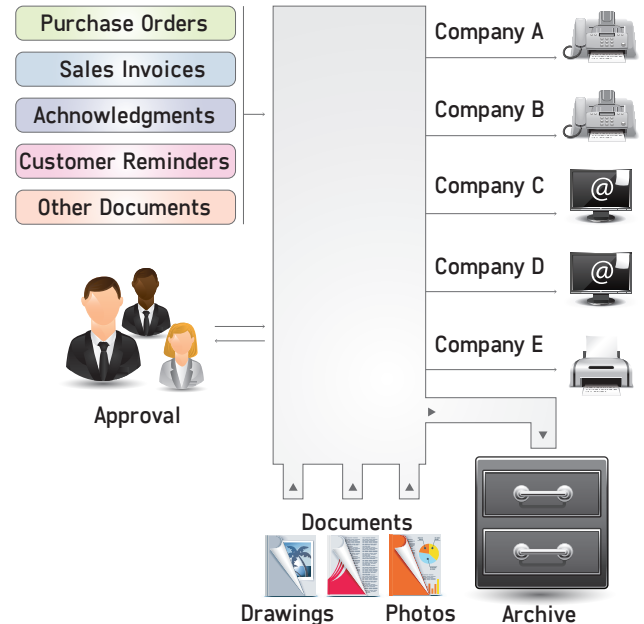 Purchase Orders
Sales Invoices
Achnowledgments
Customer Reminders
Other Documents
Approval
Company A
Company B
Company C
@
Company D
@
Company E
Documents
Drawings
Photos
Archive